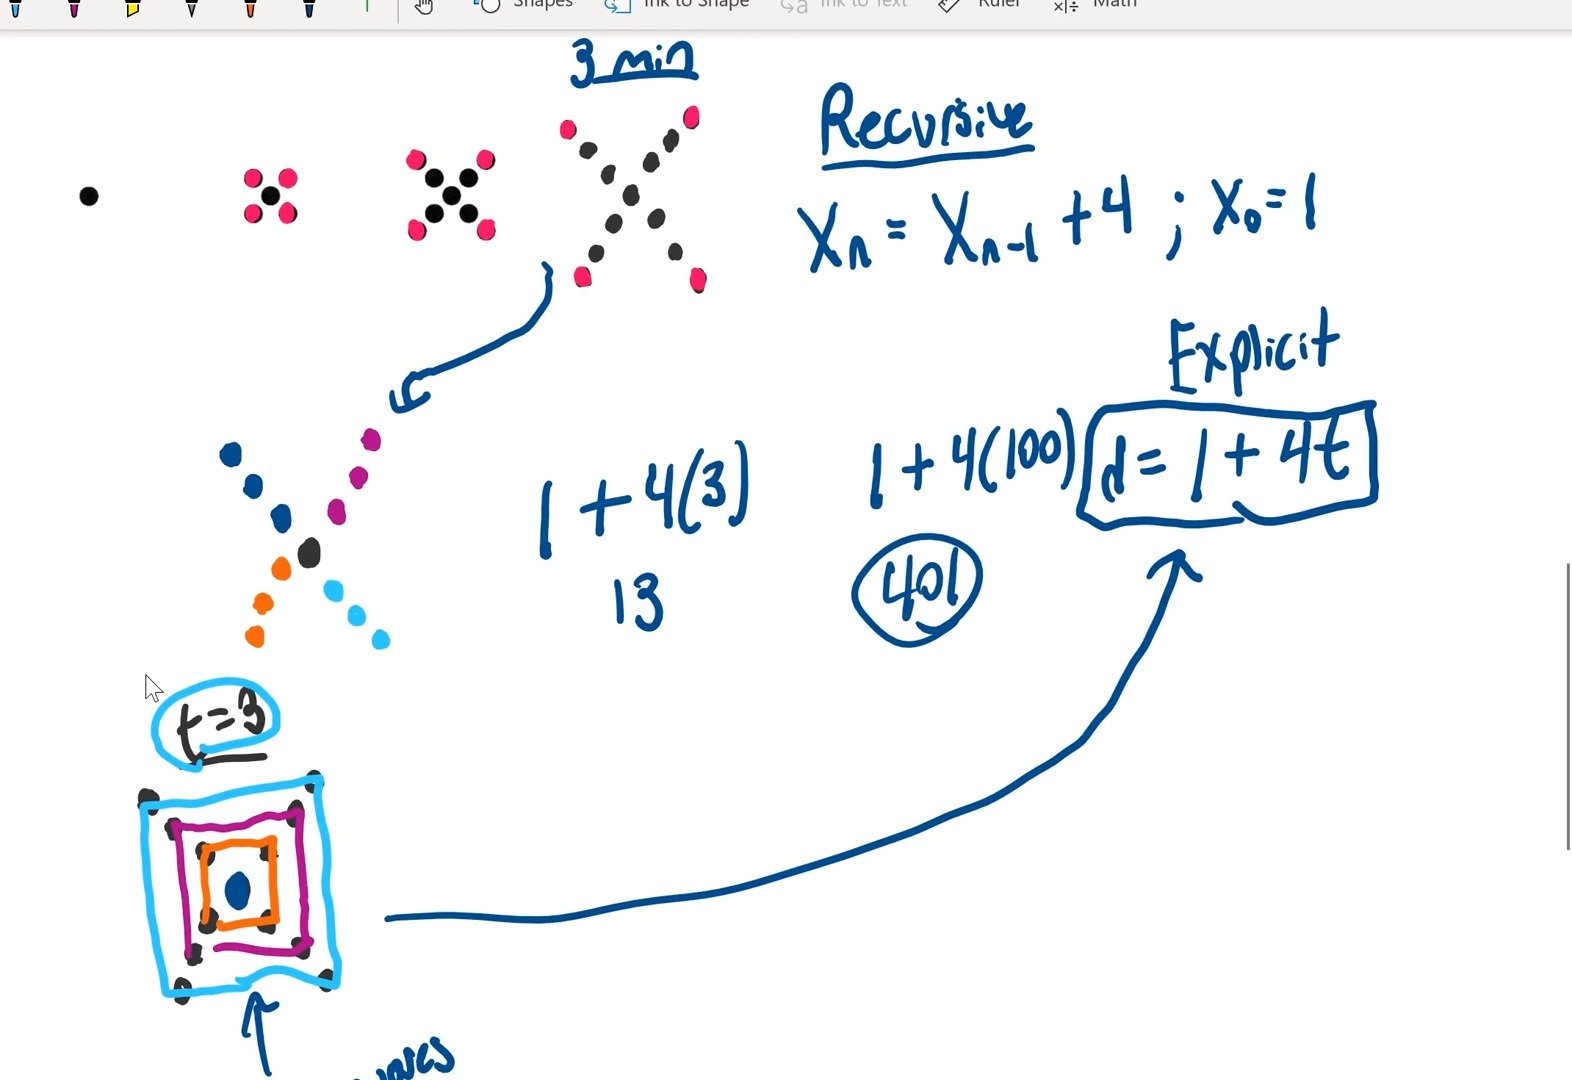 Shapes Ink to Shape Ink to Text Ruler Math
3 min
Recursive
Xn = Xn-1 + 4 ; X0 = 1
Explicit
1 + 4(3)
13
1 + 4(100)
401
d = 1 + 4t
t = 3